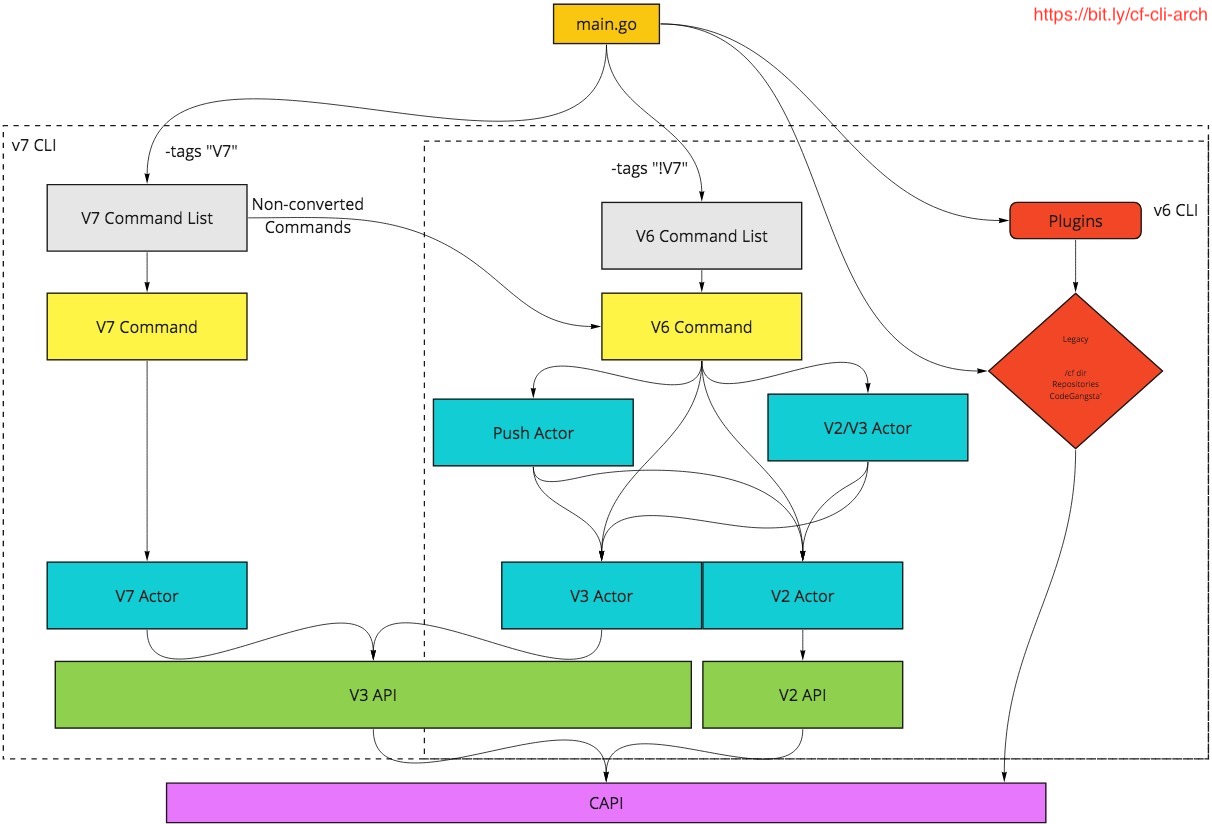 main.go
https://bit.ly/cf-cli-arch
v7 CLI
-tags "V7"
-tags "!V7"
V7 Command List
Non-converted
Commands
V6 Command List
Plugins
v6 CLI
V7 Command
V6 Command
Legacy
/cf dir
Repositories
CodeGangsta`
Push Actor
V2/V3 Actor
V7 Actor
V3 Actor
V2 Actor
V3 API
V2 API
CAPI